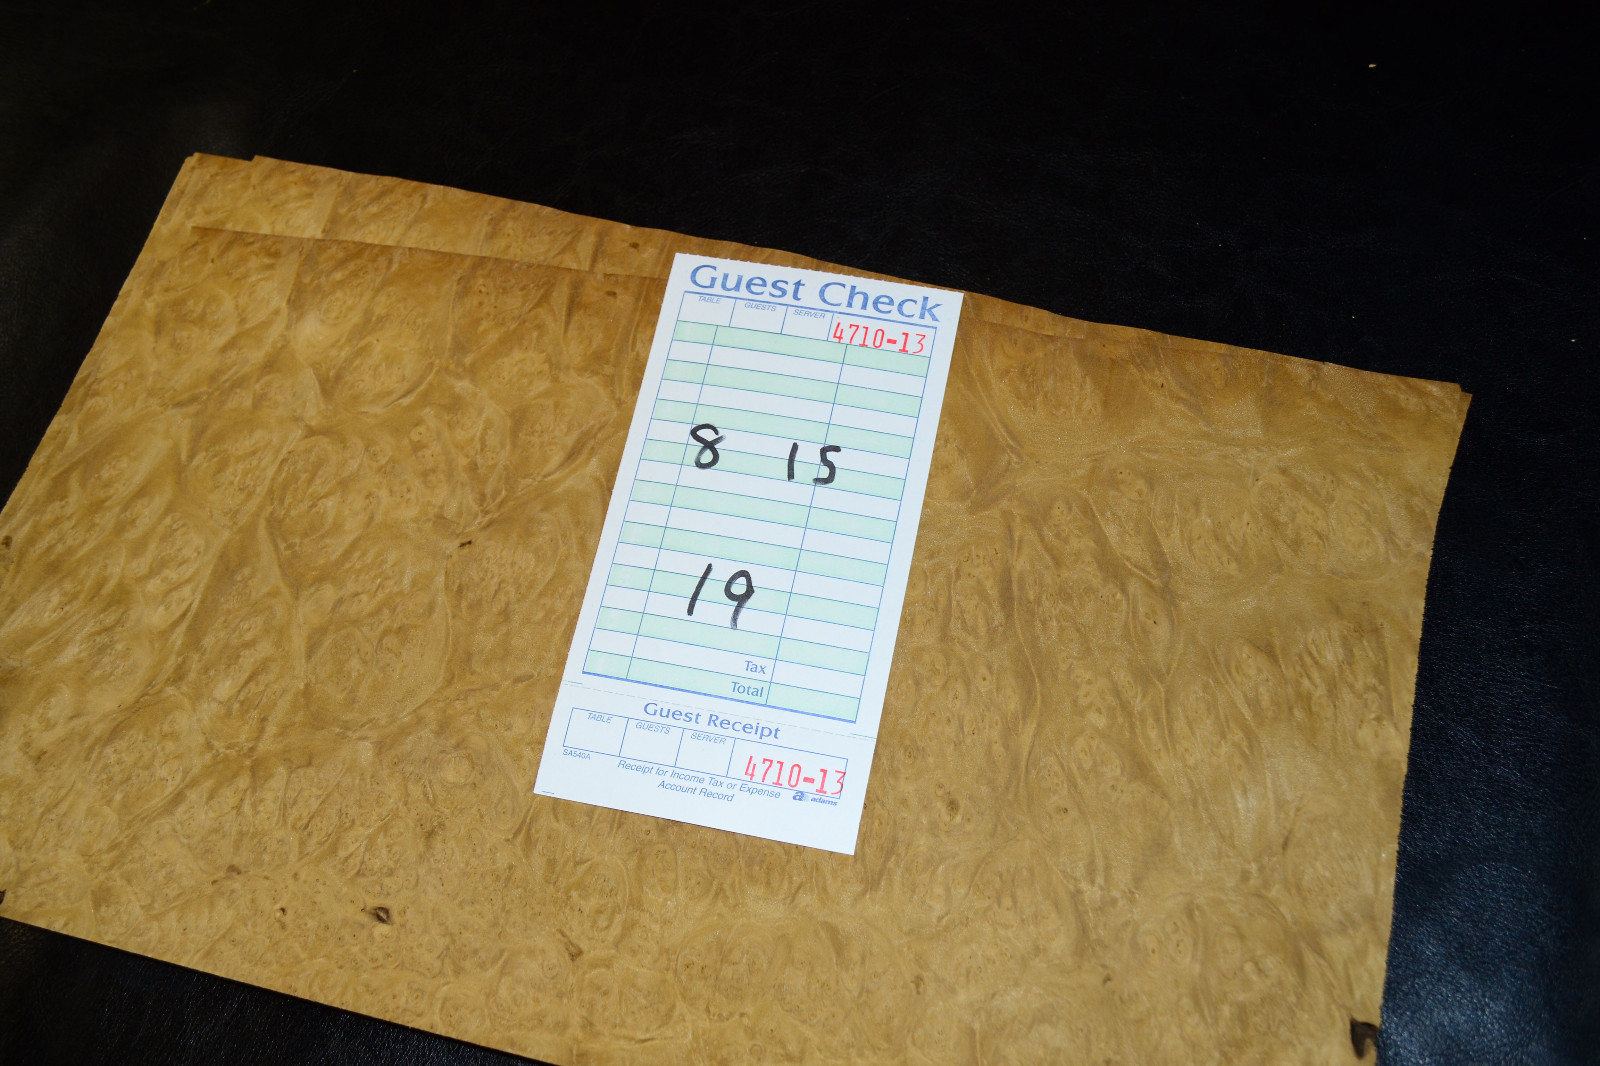 Guest Check
TABLE GUESTS SERVER
4710-13
8 15
19
Tax
Total
Guest Receipt
TABLE GUESTS SERVER
4710-13
SA540A
Receipt for Income Tax or Expense
Account Record
a adams